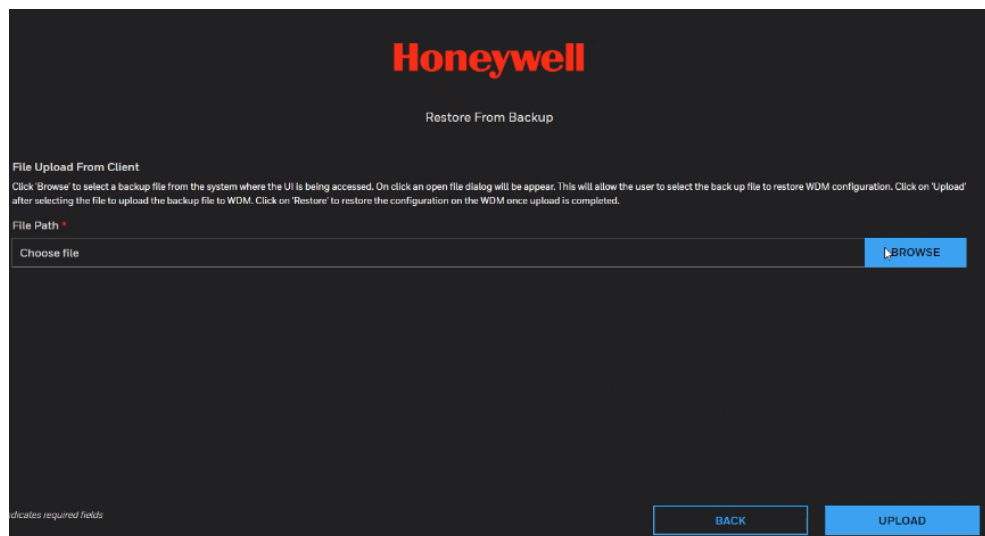 Honeywell
Restore From Backup
File Upload From Client
Click 'Browse' to select a backup file from the system where the UI is being accessed. On click an open file dialog will be appear. This will allow the user to select the back up file to restore WDM configuration. Click on 'Upload'
after selecting the file to upload the backup file to WDM. Click on 'Restore' to restore the configuration on the WDM once upload is completed.
File Path *
Choose file
BROWSE
dicates required fields
BACK
UPLOAD